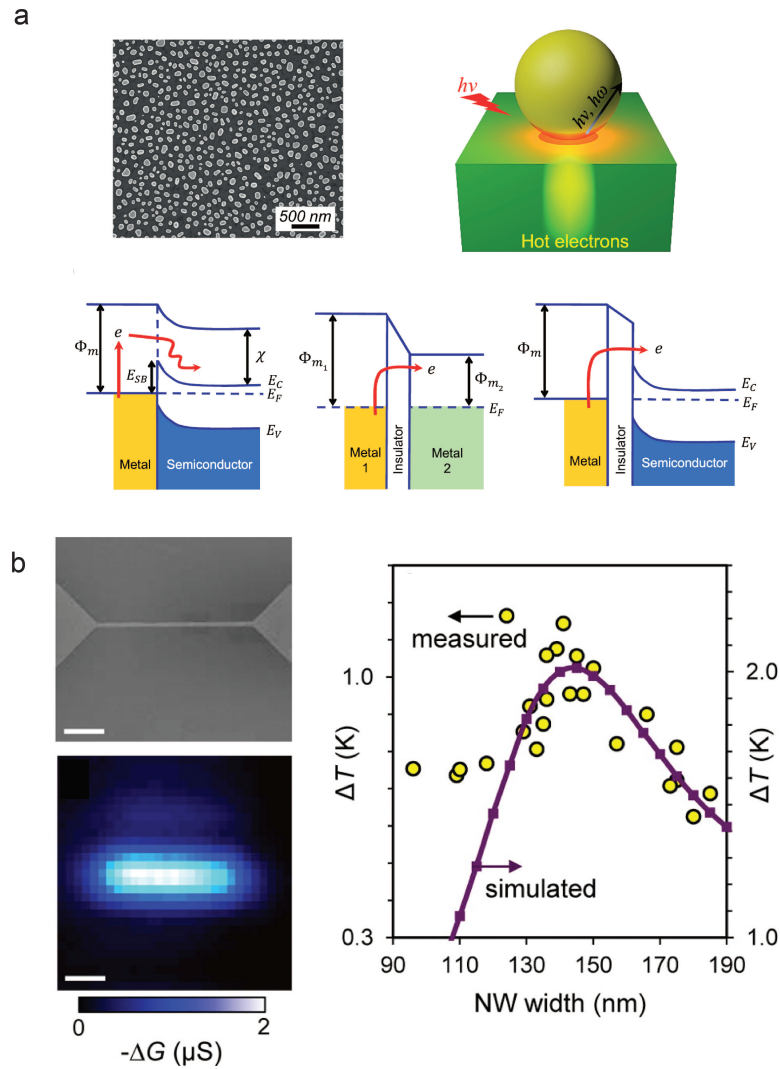 a
500 nm
hν
hν, hω
Hot electrons
Φm
e
ESB
χ
EC
EF
EV
Metal
Semiconductor
Φm1
e
Φm2
EF
Metal
1
Insulator
Metal
2
Φm
e
EC
EF
EV
Metal
Insulator
Semiconductor
b
0
2
-ΔG (µS)
measured
simulated
1.0
0.3
ΔT (K)
2.0
1.0
ΔT (K)
90
110
130
150
170
190
NW width (nm)